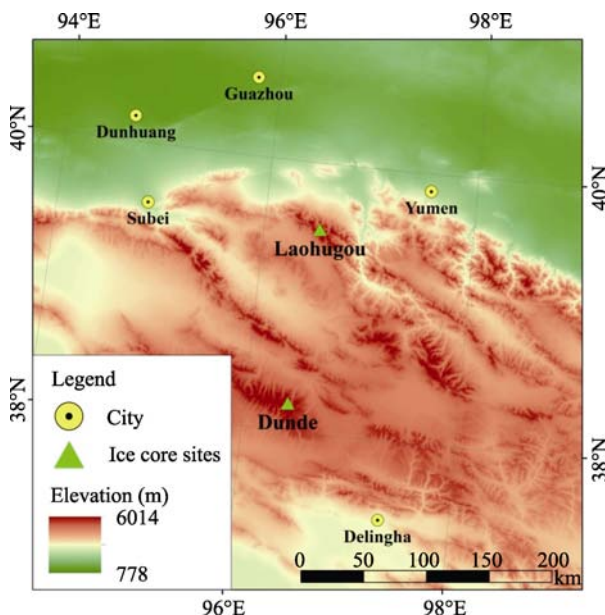 94°E 96°E 98°E
Guazhou
Dunhuang
40°N
40°N
Subei
Yumen
Laohugou
Legend
City
38°N
Dunde
Ice core sites
38°N
Elevation (m)
6014
778
Delingha
0 50 100 150 200
km
96°E 98°E